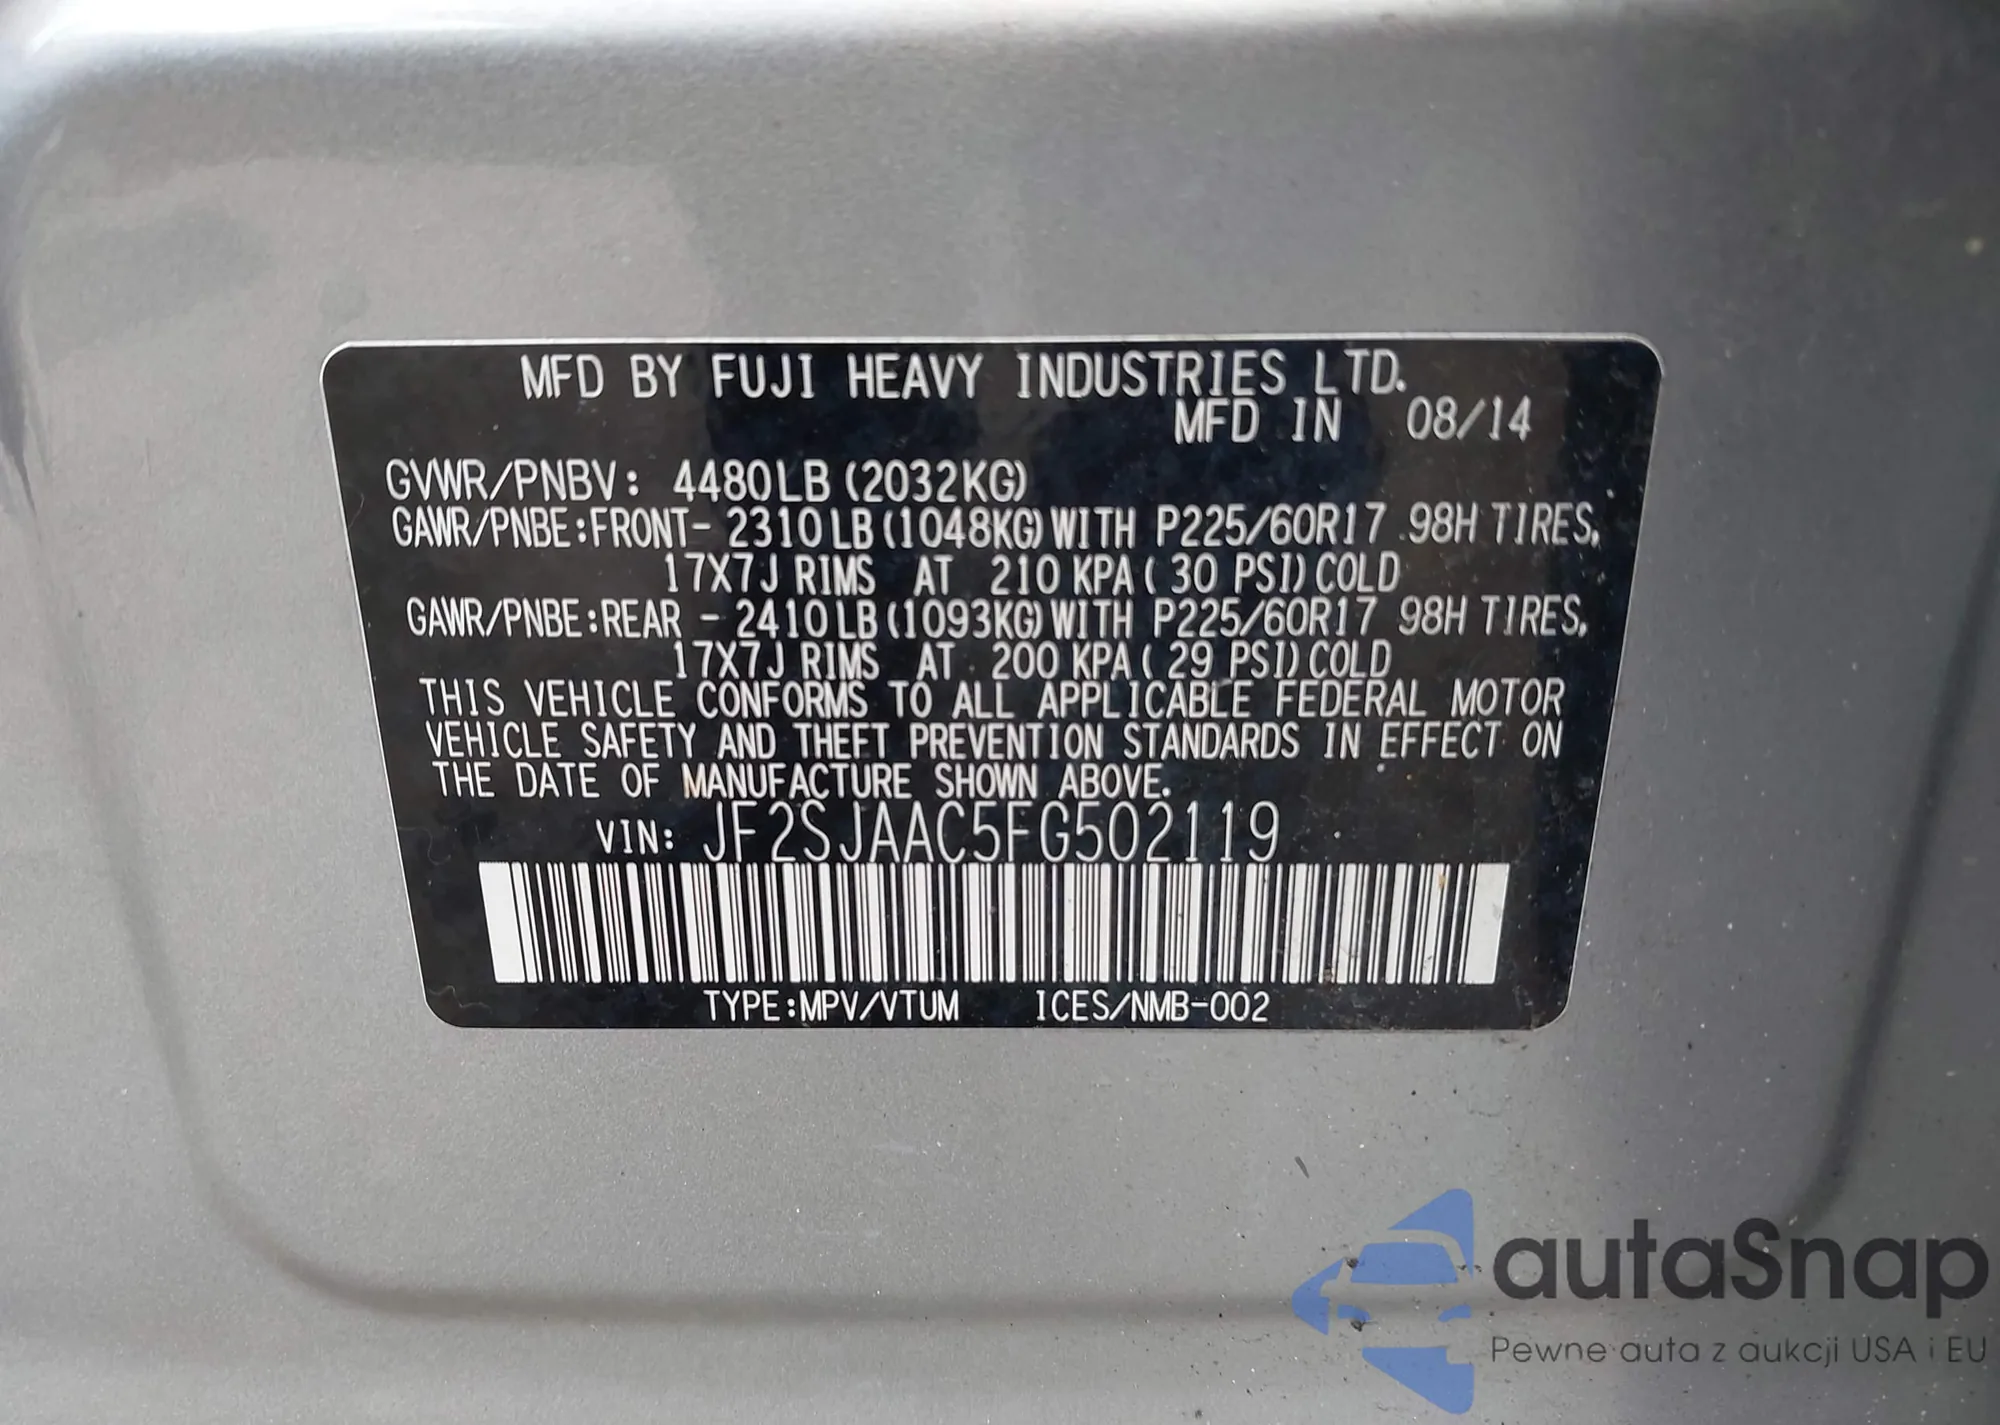 MFD BY FUJI HEAVY INDUSTRIES LTD.
MFD IN 08/14
GVWR/PNBV: 4480LB (2032KG)
GAWR/PNBE:FRONT- 2310LB (1048KG) WITH P225/60R17 98H TIRES,
17X7J RIMS AT 210 KPA ( 30 PSI) COLD
GAWR/PNBE:REAR - 2410LB (1093KG) WITH P225/60R17 98H TIRES,
17X7J RIMS AT 200 KPA ( 29 PSI) COLD
THIS VEHICLE CONFORMS TO ALL APPLICABLE FEDERAL MOTOR
VEHICLE SAFETY AND THEFT PREVENTION STANDARDS IN EFFECT ON
THE DATE OF MANUFACTURE SHOWN ABOVE.
VIN: JF2SJAAC5FG502119
TYPE:MPV/VTUM ICES/NMB-002
autaSnap
Pewne auta z aukcji USA i EU